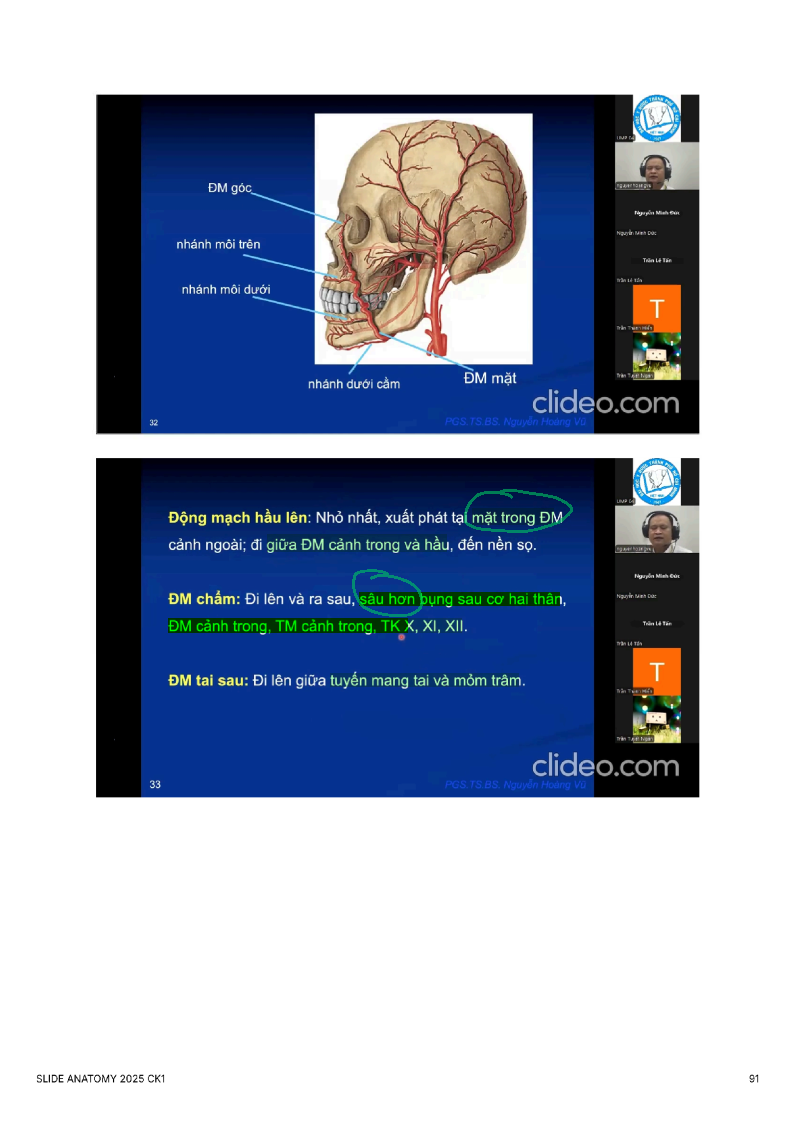 ĐM góc
nhánh môi trên
nhánh môi dưới
nhánh dưới cằm
ĐM mặt
clideo.com
32
PGS.TS.BS. Nguyễn Hoàng Vũ
UMP
Nguyễn Minh Đức
Nguyễn Minh Đức
Trần Lê Tấn
Trần Lê Tấn
T
Động mạch hầu lên: Nhỏ nhất, xuất phát tại mặt trong ĐM
cảnh ngoài; đi giữa ĐM cảnh trong và hầu, đến nền sọ.
ĐM chẩm: Đi lên và ra sau, sâu hơn bụng sau cơ hai thân,
ĐM cảnh trong, TM cảnh trong, TK X, XI, XII.
ĐM tai sau: Đi lên giữa tuyến mang tai và mỏm trâm.
clideo.com
33
PGS.TS.BS. Nguyễn Hoàng Vũ
UMP
Nguyễn Minh Đức
Nguyễn Minh Đức
Trần Lê Tấn
Trần Lê Tấn
T
SLIDE ANATOMY 2025 CK1
91